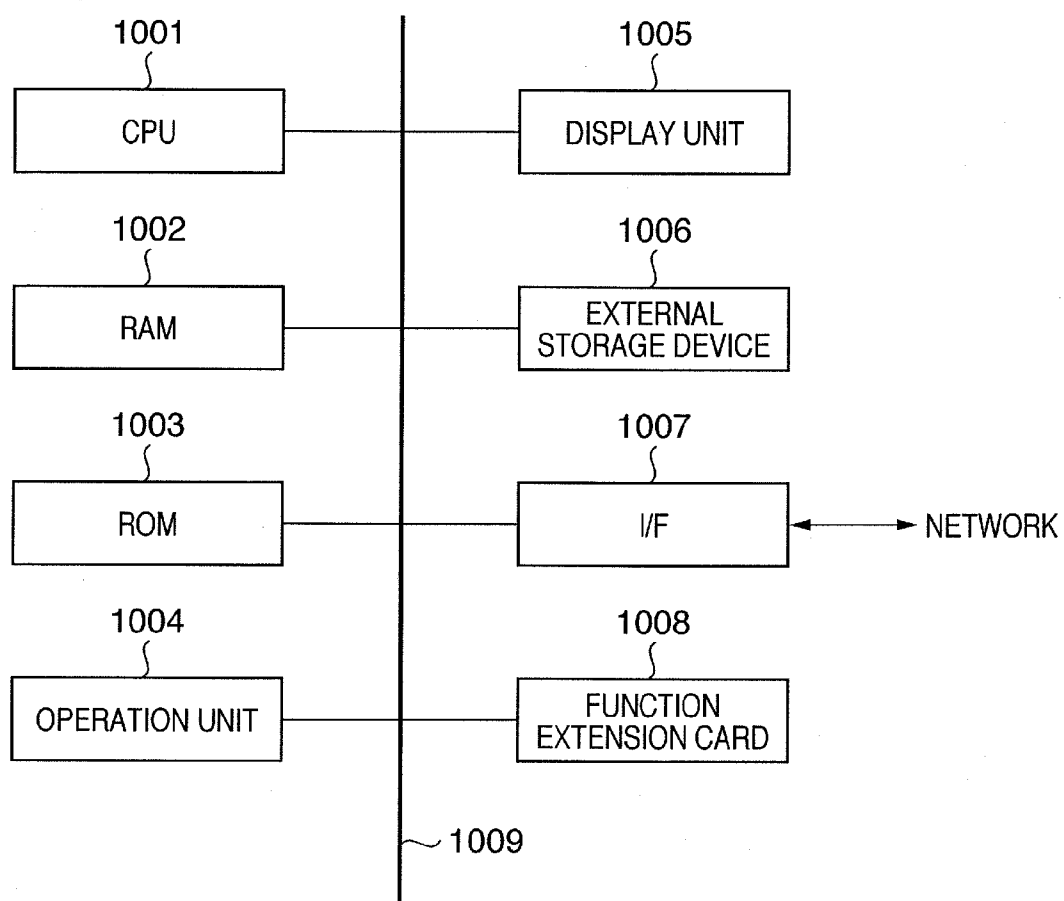 1001
CPU
1005
DISPLAY UNIT
1002
RAM
1006
EXTERNAL
STORAGE DEVICE
1003
ROM
1007
I/F
NETWORK
1004
OPERATION UNIT
1008
FUNCTION
EXTENSION CARD
1009